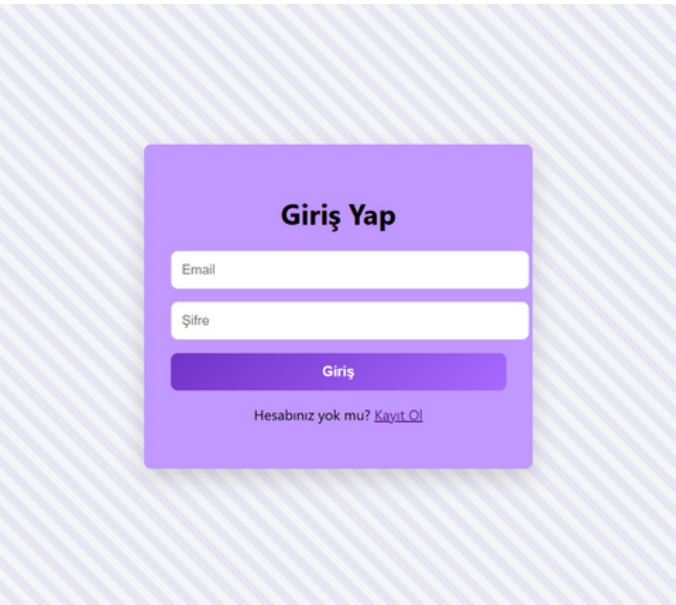 Giriş Yap
Email
Şifre
Giriş
Hesabınız yok mu? Kayıt Ol